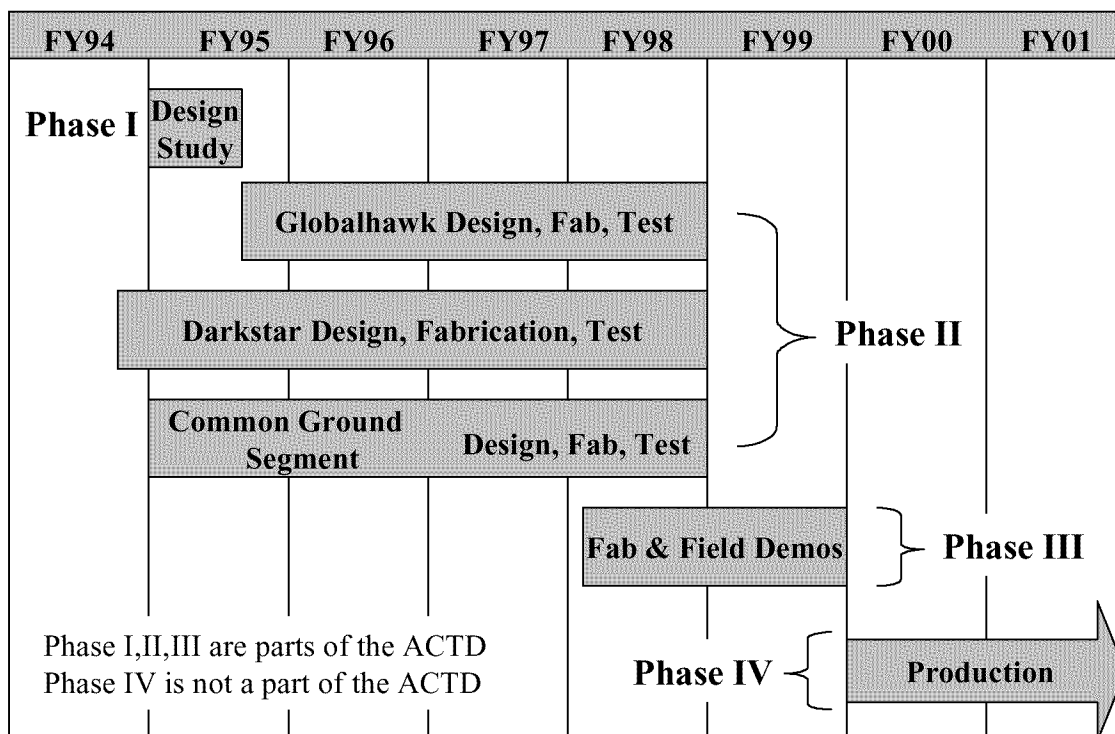 FY94 FY95 FY96 FY97 FY98 FY99 FY00 FY01
Phase I
Design
Study
Globalhawk Design, Fab, Test
Darkstar Design, Fabrication, Test
Phase II
Common Ground
Segment
Design, Fab, Test
Fab & Field Demos
Phase III
Phase I,II,III are parts of the ACTD
Phase IV is not a part of the ACTD
Phase IV
Production